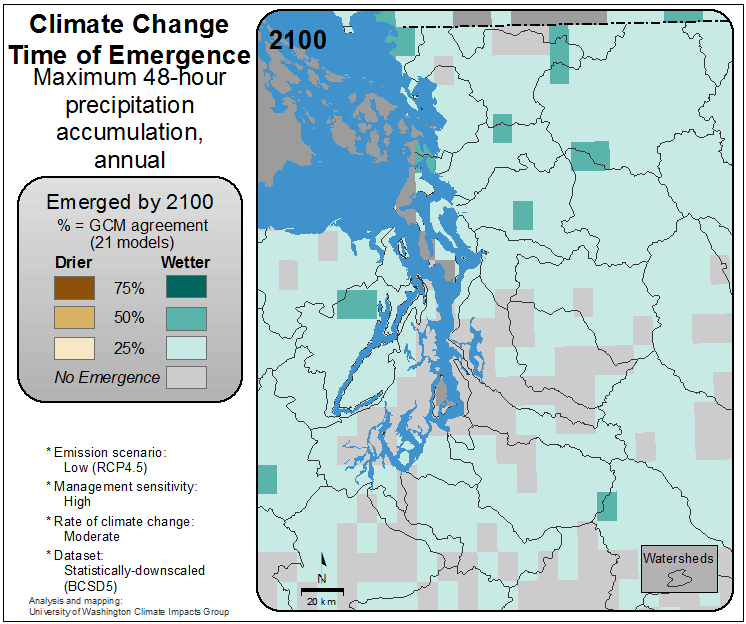 Climate Change
Time of Emergence
Maximum 48-hour
precipitation
accumulation,
annual
Emerged by 2100
% = GCM agreement
(21 models)
Drier Wetter
75%
50%
25%
No Emergence
* Emission scenario:
Low (RCP4.5)
* Management sensitivity:
High
* Rate of climate change:
Moderate
* Dataset:
Statistically-downscaled
(BCSD5)
Analysis and mapping:
University of Washington Climate Impacts Group
2100
N
20 km
Watersheds